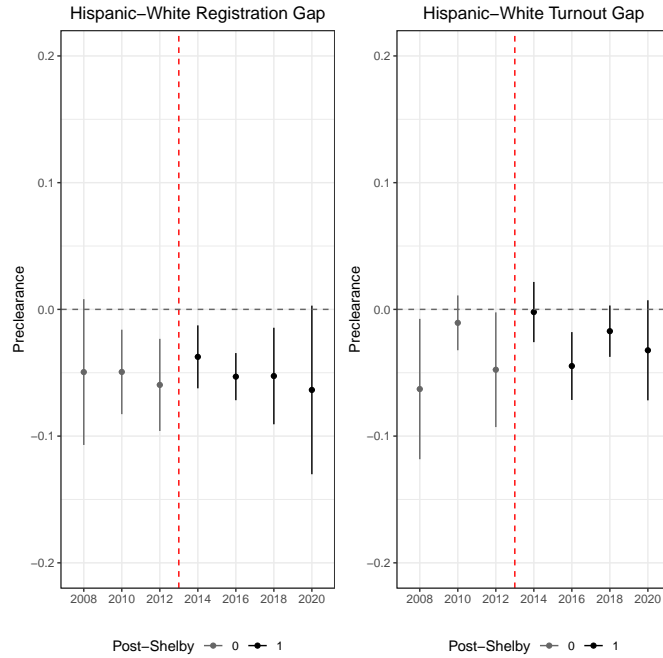 Hispanic−White Registration Gap
0.2
0.1
0.0
−0.1
−0.2
Preclearance
2008 2010 2012 2014 2016 2018 2020
Post−Shelby 0 1
Hispanic−White Turnout Gap
0.2
0.1
0.0
−0.1
−0.2
Preclearance
2008 2010 2012 2014 2016 2018 2020
Post−Shelby 0 1